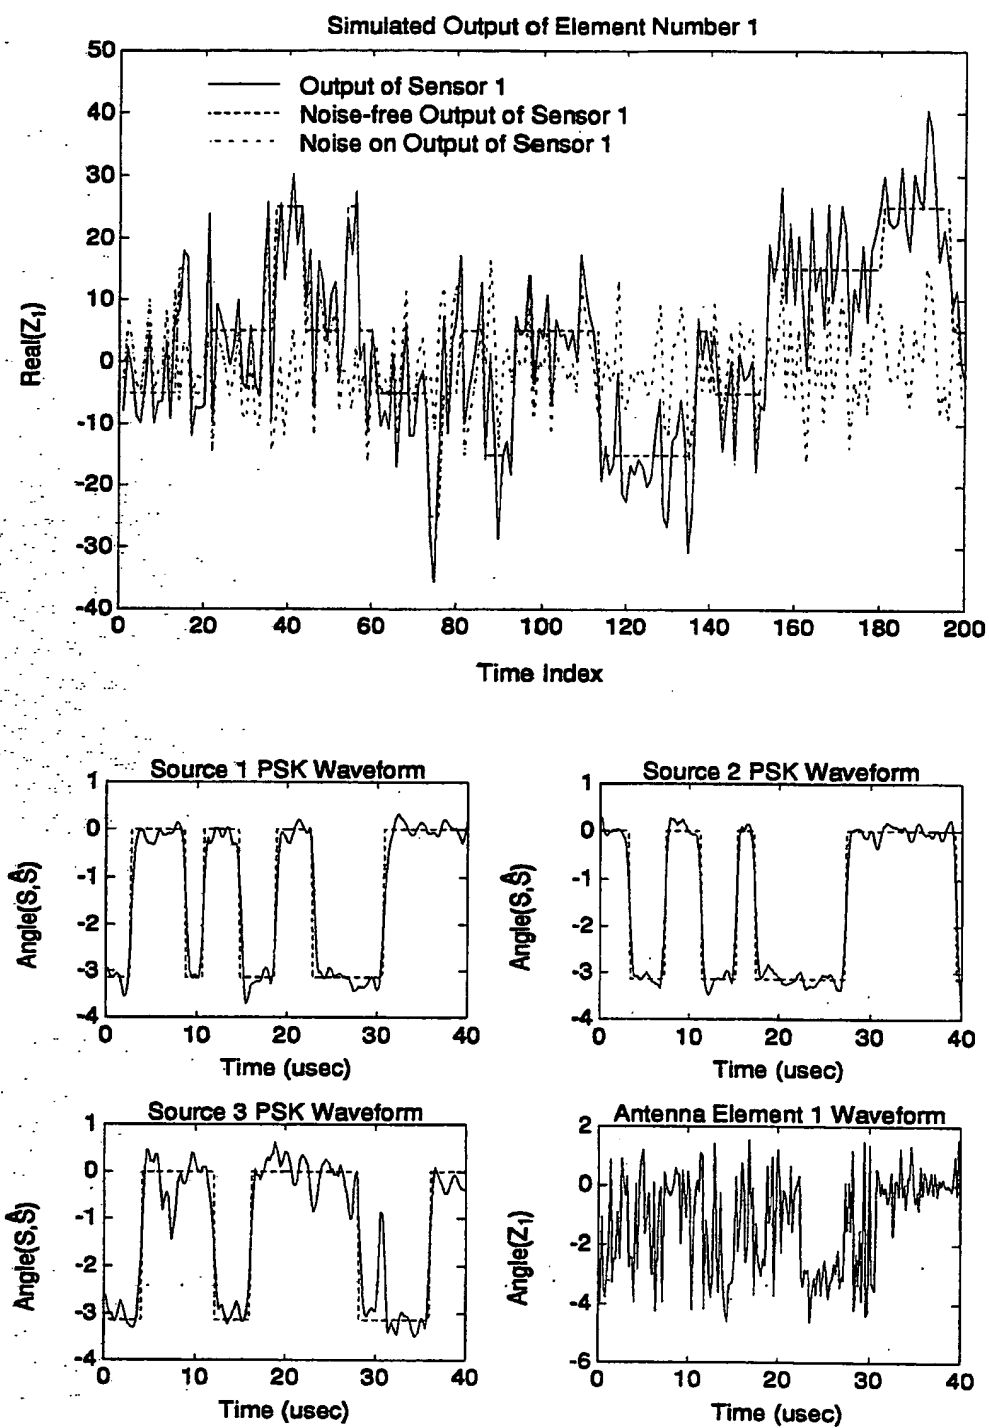 Simulated Output of Element Number 1
50
40
30
20
10
0
-10
-20
-30
-40
Real(Z1)
Output of Sensor 1
Noise-free Output of Sensor 1
Noise on Output of Sensor 1
0 20 40 60 80 100 120 140 160 180 200
Time Index
Source 1 PSK Waveform
1
0
-1
-2
-3
-4
Angle(S,Ŝ)
0 10 20 30 40
Time (usec)
Source 2 PSK Waveform
1
0
-1
-2
-3
-4
Angle(S,Ŝ)
0 10 20 30 40
Time (usec)
Source 3 PSK Waveform
1
0
-1
-2
-3
-4
Angle(S,Ŝ)
0 10 20 30 40
Time (usec)
Antenna Element 1 Waveform
2
0
-2
-4
-6
Angle(Z1)
0 10 20 30 40
Time (usec)